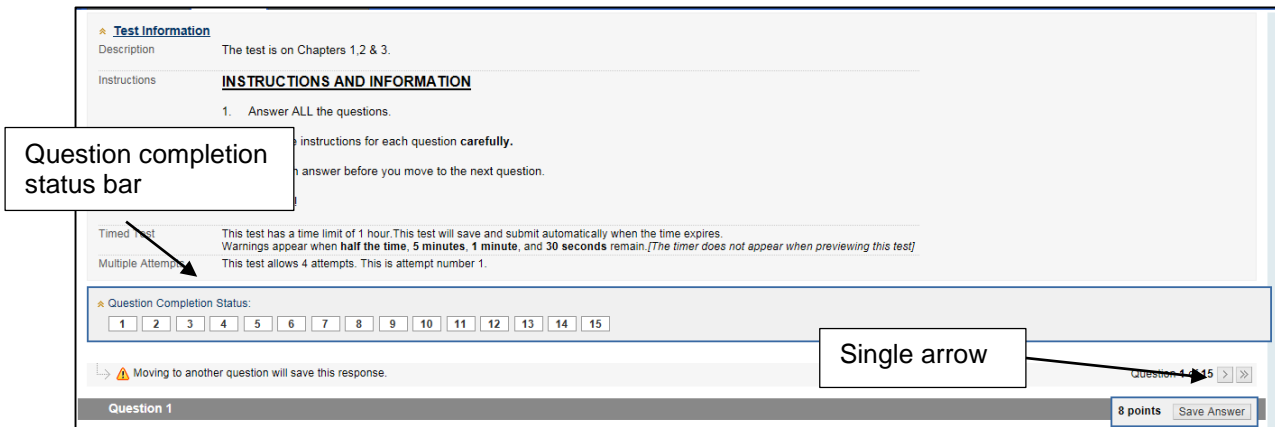 Test Information
Description The test is on Chapters 1,2 & 3.
Instructions INSTRUCTIONS AND INFORMATION
1. Answer ALL the questions.
instructions for each question carefully.
Question completion
status bar
answer before you move to the next question.
Timed Test This test has a time limit of 1 hour.This test will save and submit automatically when the time expires.
Warnings appear when half the time, 5 minutes, 1 minute, and 30 seconds remain.[The timer does not appear when previewing this test]
Multiple Attempts This test allows 4 attempts. This is attempt number 1.
Question Completion Status:
1 2 3 4 5 6 7 8 9 10 11 12 13 14 15
Single arrow
Moving to another question will save this response. Question 1 of 15 > >>
Question 1 8 points Save Answer